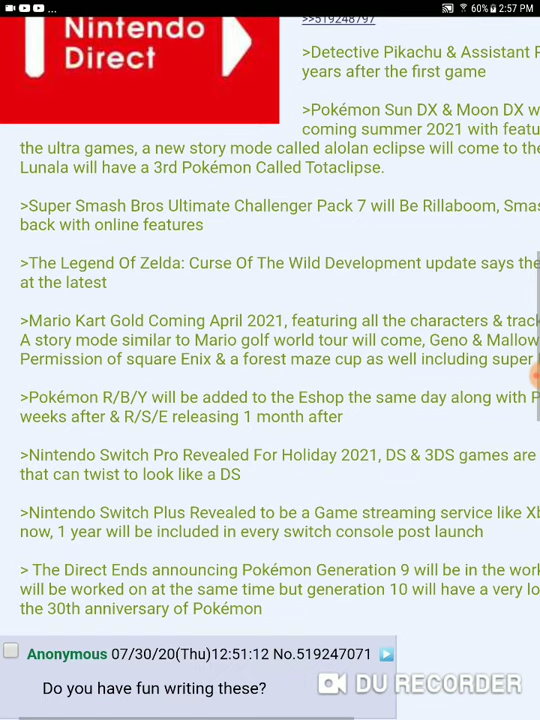 60% 2:57 PM
>>519248797
Nintendo
Direct
>Detective Pikachu & Assistant
years after the first game
>Pokémon Sun DX & Moon DX
coming summer 2021 with
the ultra games, a new story mode called alolan eclipse will come to
Lunala will have a 3rd Pokémon Called Totaclipse.
>Super Smash Bros Ultimate Challenger Pack 7 will Be Rillaboom,
back with online features
>The Legend Of Zelda: Curse Of The Wild Development update says
at the latest
>Mario Kart Gold Coming April 2021, featuring all the characters &
A story mode similar to Mario golf world tour will come, Geno & Mallow
Permission of square Enix & a forest maze cup as well including super
>Pokémon R/B/Y will be added to the Eshop the same day along with
weeks after & R/S/E releasing 1 month after
>Nintendo Switch Pro Revealed For Holiday 2021, DS & 3DS games are
that can twist to look like a DS
>Nintendo Switch Plus Revealed to be a Game streaming service like
now, 1 year will be included in every switch console post launch
> The Direct Ends announcing Pokémon Generation 9 will be in the
will be worked on at the same time but generation 10 will have a very
the 30th anniversary of Pokémon
Anonymous 07/30/20(Thu)12:51:12 No.519247071
Do you have fun writing these?
DU RECORDER